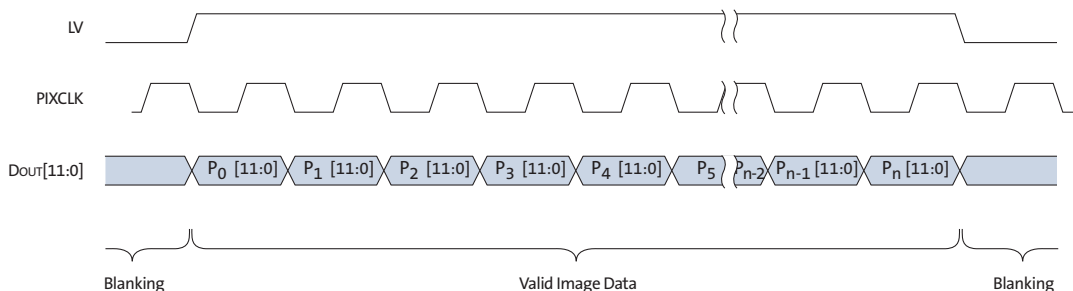 LV
PIXCLK
DOUT[11:0]
P0 [11:0] P1 [11:0] P2 [11:0] P3 [11:0] P4 [11:0] P5 Pn-2 Pn-1 [11:0] Pn [11:0]
Blanking Valid Image Data Blanking